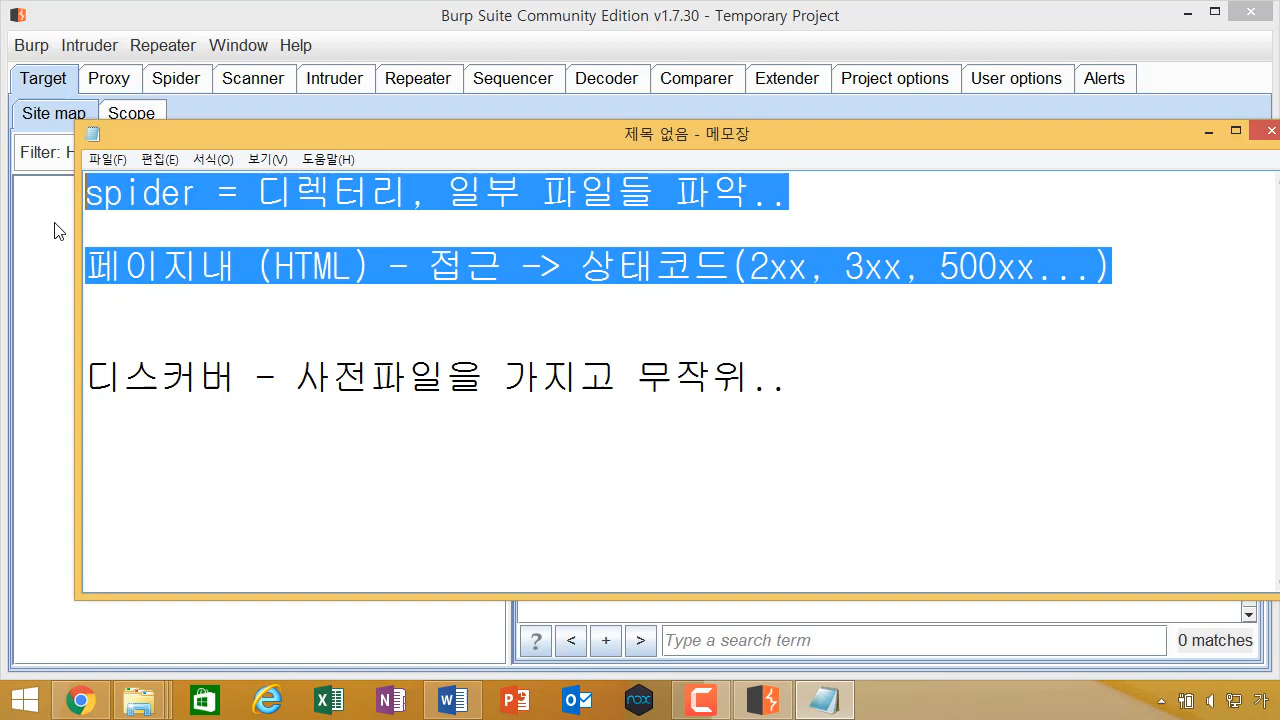 Burp Suite Community Edition v1.7.30 - Temporary Project
Burp Intruder Repeater Window Help
Target Proxy Spider Scanner Intruder Repeater Sequencer Decoder Comparer Extender Project options User options Alerts
Site map Scope
Filter: H
제목 없음 - 메모장
파일(F) 편집(E) 서식(O) 보기(V) 도움말(H)
spider = 디렉터리, 일부 파일들 파악..
페이지내 (HTML) - 접근 -> 상태코드(2xx, 3xx, 500xx...)
디스커버 - 사전파일을 가지고 무작위..
? < + > Type a search term 0 matches
nox
가